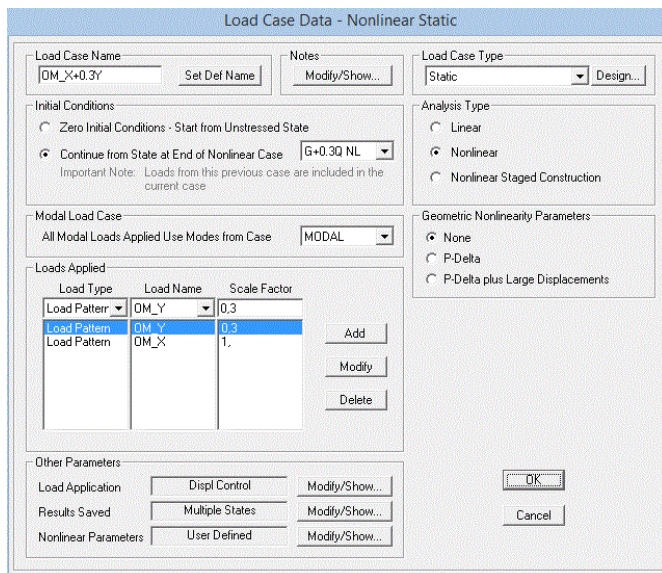 Load Case Data - Nonlinear Static
Load Case Name
OM_X+0.3Y
Set Def Name
Notes
Modify/Show...
Load Case Type
Static
Design...
Initial Conditions
Zero Initial Conditions - Start from Unstressed State
Continue from State at End of Nonlinear Case
G+0.3Q NL
Important Note: Loads from this previous case are included in the
current case
Analysis Type
Linear
Nonlinear
Nonlinear Staged Construction
Modal Load Case
All Modal Loads Applied Use Modes from Case
MODAL
Geometric Nonlinearity Parameters
None
P-Delta
P-Delta plus Large Displacements
Loads Applied
Load Type Load Name Scale Factor
Load Pattern OM_Y 0,3
Load Pattern OM_Y 0,3
Load Pattern OM_X 1,
Add
Modify
Delete
Other Parameters
Load Application Displ Control Modify/Show...
Results Saved Multiple States Modify/Show...
Nonlinear Parameters User Defined Modify/Show...
OK
Cancel